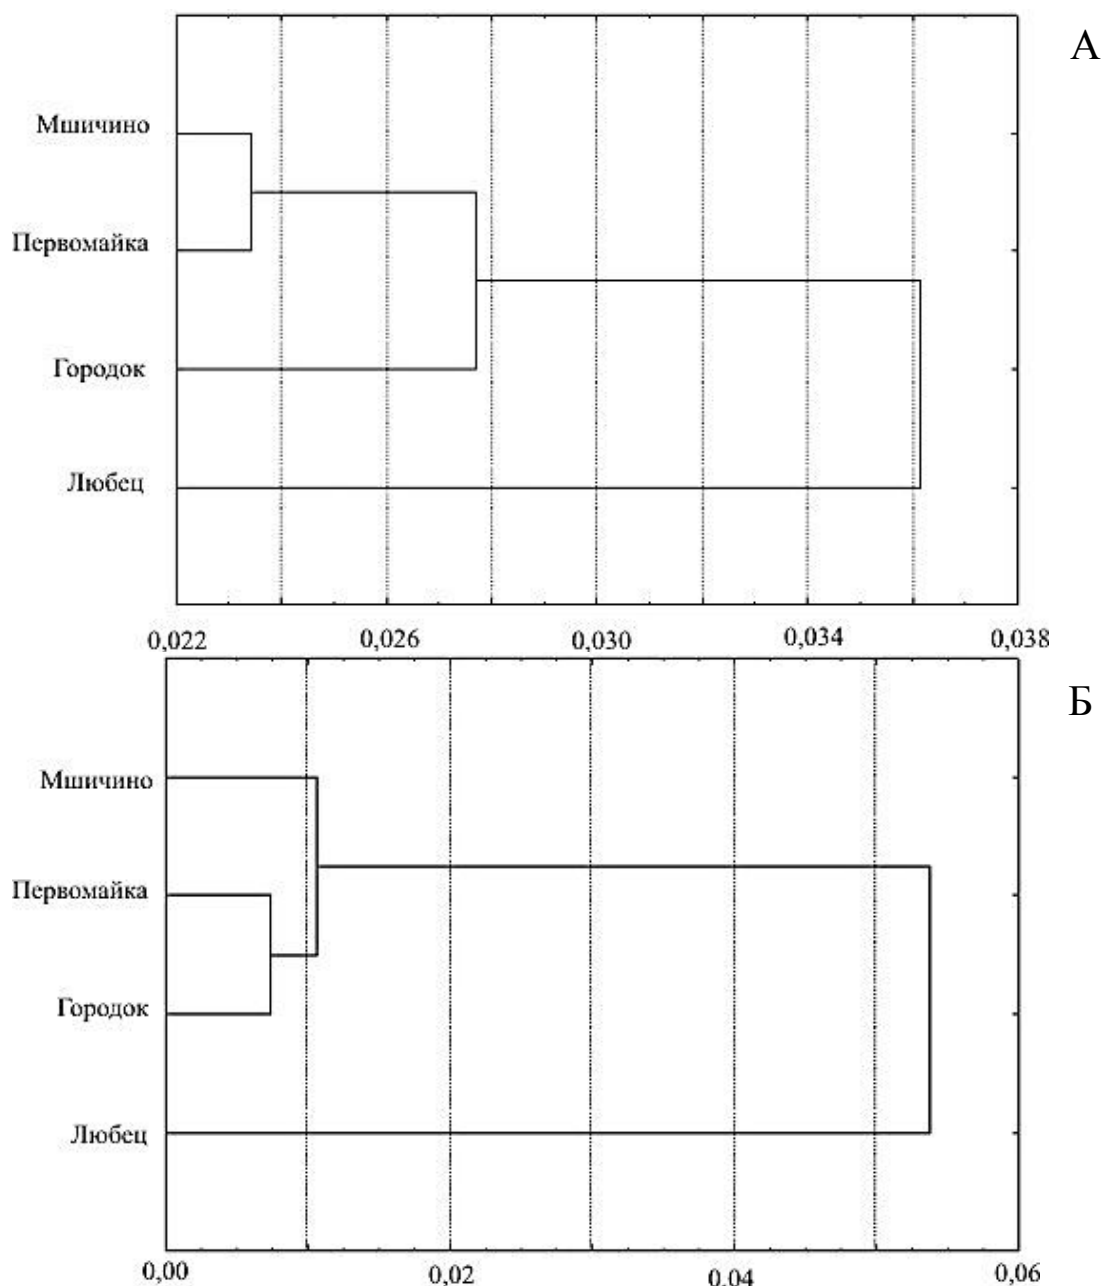 А
Мшичино
Первомайка
Городок
Любец
0,022 0,026 0,030 0,034 0,038
Б
Мшичино
Первомайка
Городок
Любец
0,00 0,02 0,04 0,06